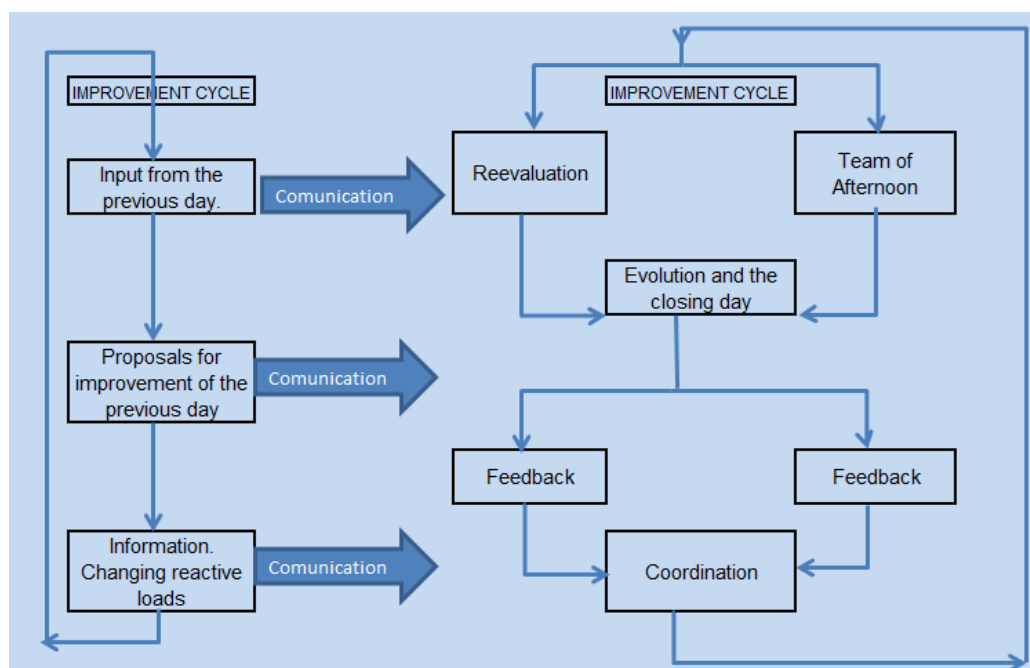 IMPROVEMENT CYCLE
Input from the
previous day.
Comunication
Proposals for
improvement of the
previous day
Comunication
Information.
Changing reactive
loads
Comunication
IMPROVEMENT CYCLE
Reevaluation
Team of
Afternoon
Evolution and the
closing day
Feedback
Feedback
Coordination